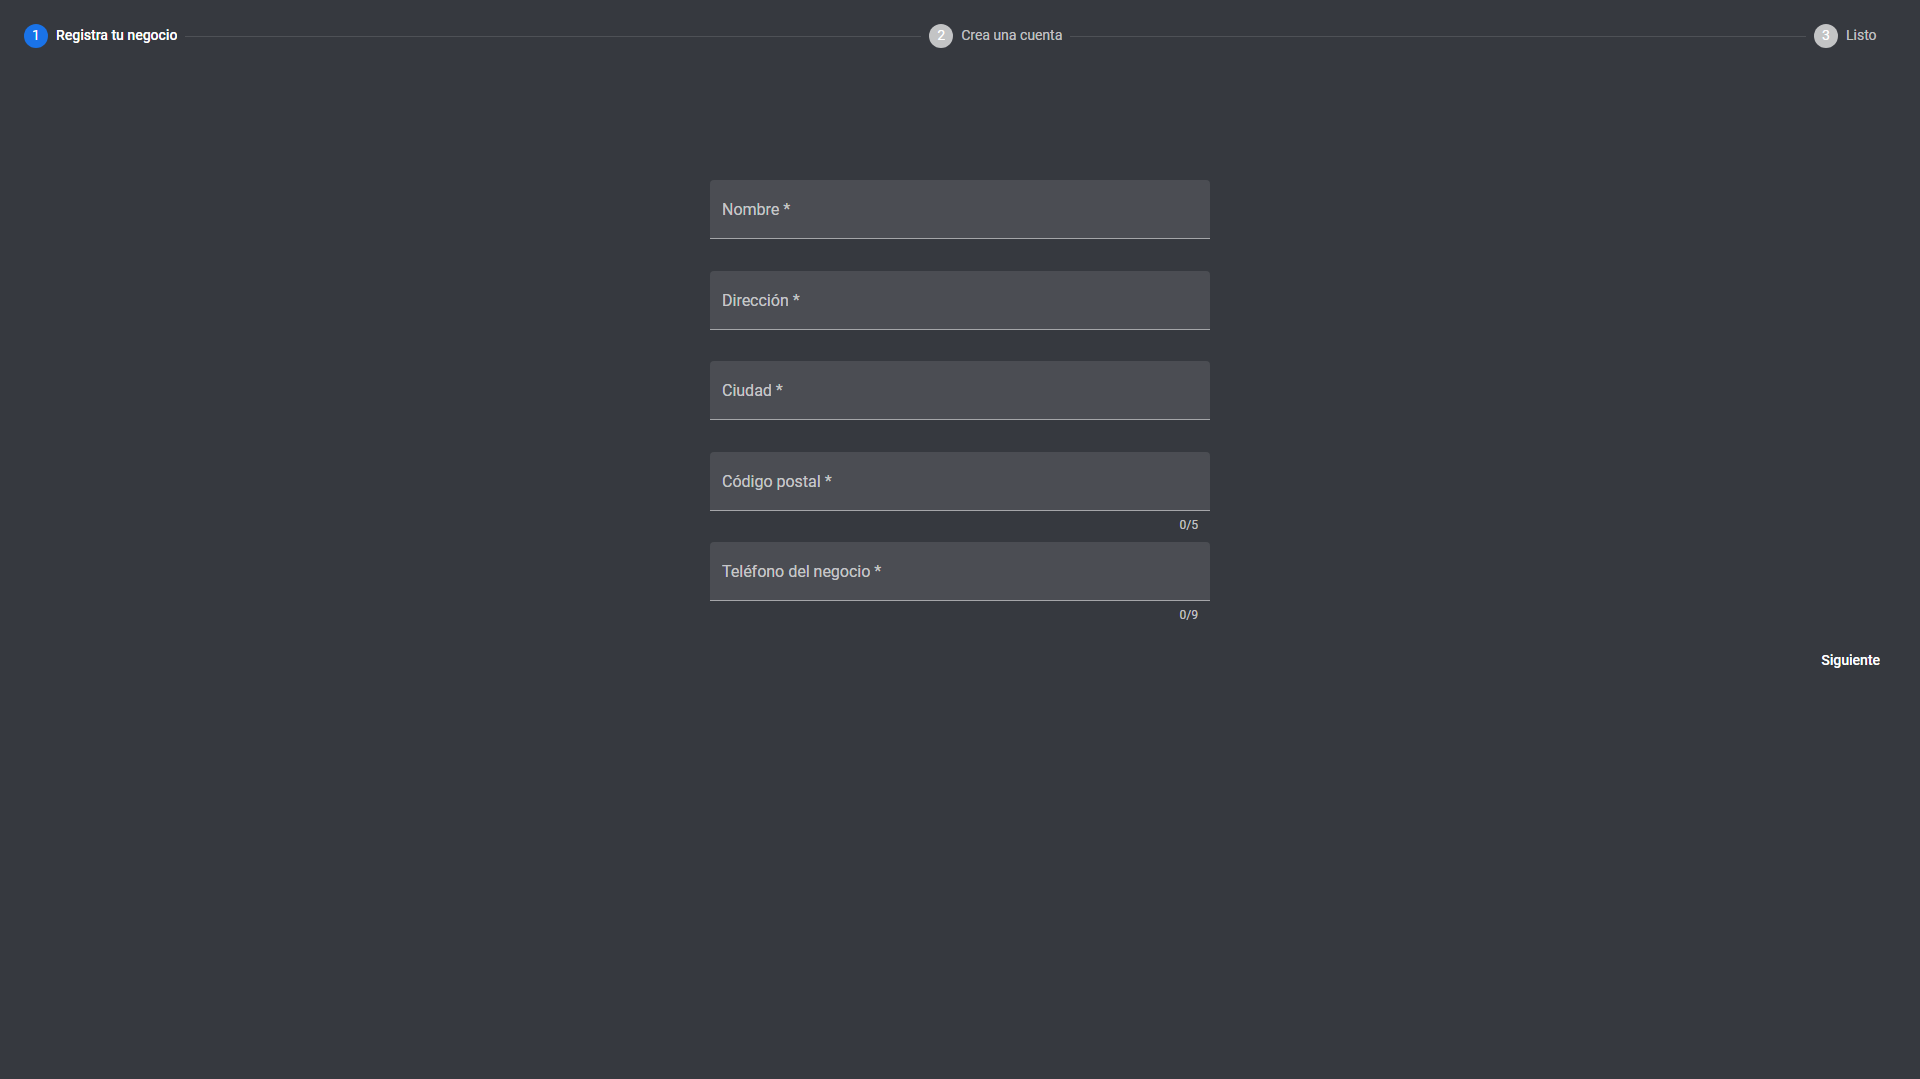 1 Registra tu negocio 2 Crea una cuenta 3 Listo
Nombre *
Dirección *
Ciudad *
Código postal *
0/5
Teléfono del negocio *
0/9
Siguiente